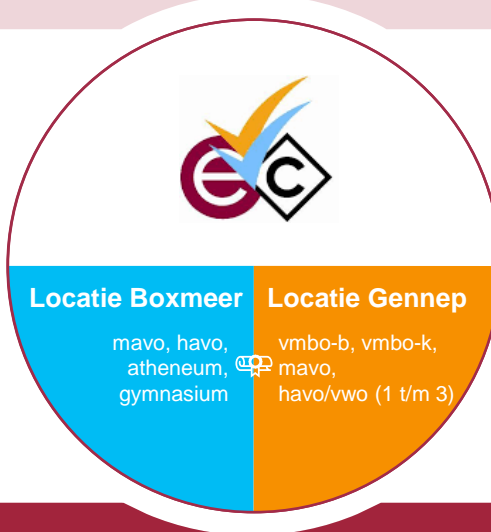 e c
Locatie Boxmeer
mavo, havo,
atheneum,
gymnasium
Locatie Gennep
vmbo-b, vmbo-k,
mavo,
havo/vwo (1 t/m 3)